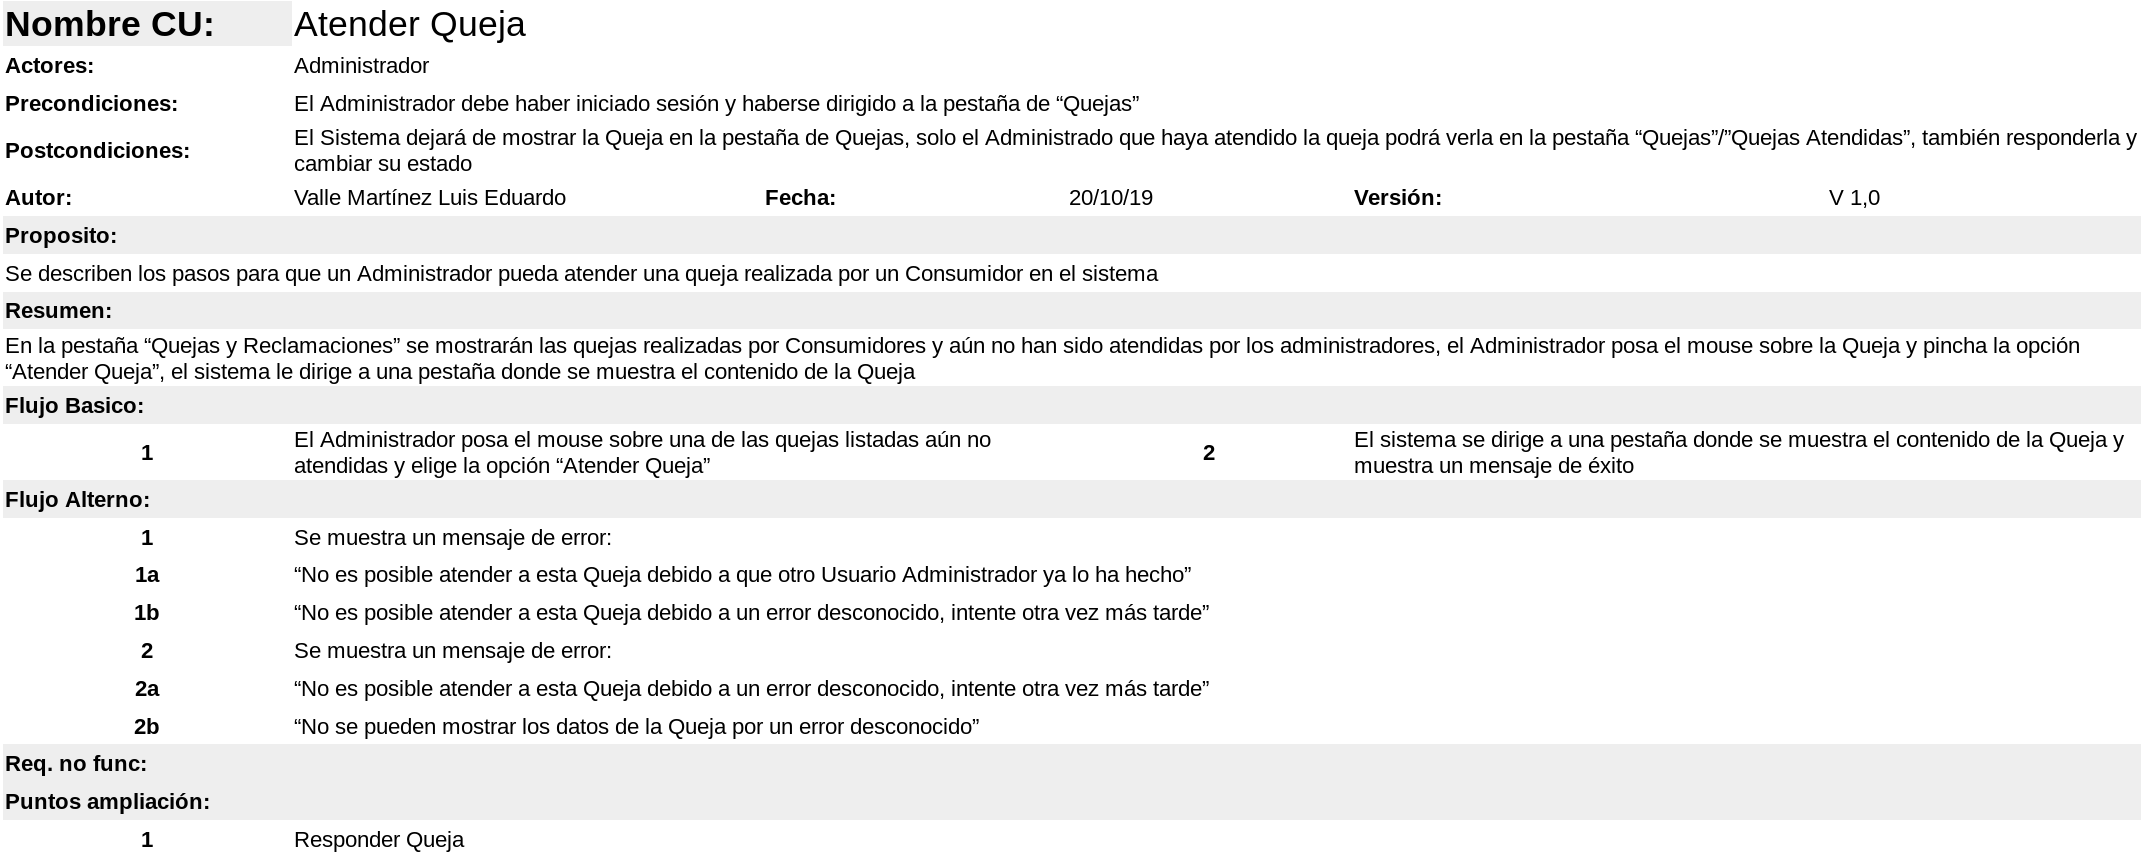 Nombre CU: Atender Queja
Actores: Administrador
Precondiciones: El Administrador debe haber iniciado sesión y haberse dirigido a la pestaña de “Quejas”
Postcondiciones: El Sistema dejará de mostrar la Queja en la pestaña de Quejas, solo el Administrado que haya atendido la queja podrá verla en la pestaña “Quejas”/”Quejas Atendidas”, también responderla y
cambiar su estado
Autor: Valle Martínez Luis Eduardo Fecha: 20/10/19 Versión: V 1,0
Proposito:
Se describen los pasos para que un Administrador pueda atender una queja realizada por un Consumidor en el sistema
Resumen:
En la pestaña “Quejas y Reclamaciones” se mostrarán las quejas realizadas por Consumidores y aún no han sido atendidas por los administradores, el Administrador posa el mouse sobre la Queja y pincha la opción
“Atender Queja”, el sistema le dirige a una pestaña donde se muestra el contenido de la Queja
Flujo Basico:
1 El Administrador posa el mouse sobre una de las quejas listadas aún no
atendidas y elige la opción “Atender Queja”
2 El sistema se dirige a una pestaña donde se muestra el contenido de la Queja y
muestra un mensaje de éxito
Flujo Alterno:
1 Se muestra un mensaje de error:
1a “No es posible atender a esta Queja debido a que otro Usuario Administrador ya lo ha hecho”
1b “No es posible atender a esta Queja debido a un error desconocido, intente otra vez más tarde”
2 Se muestra un mensaje de error:
2a “No es posible atender a esta Queja debido a un error desconocido, intente otra vez más tarde”
2b “No se pueden mostrar los datos de la Queja por un error desconocido”
Req. no func:
Puntos ampliación:
1 Responder Queja